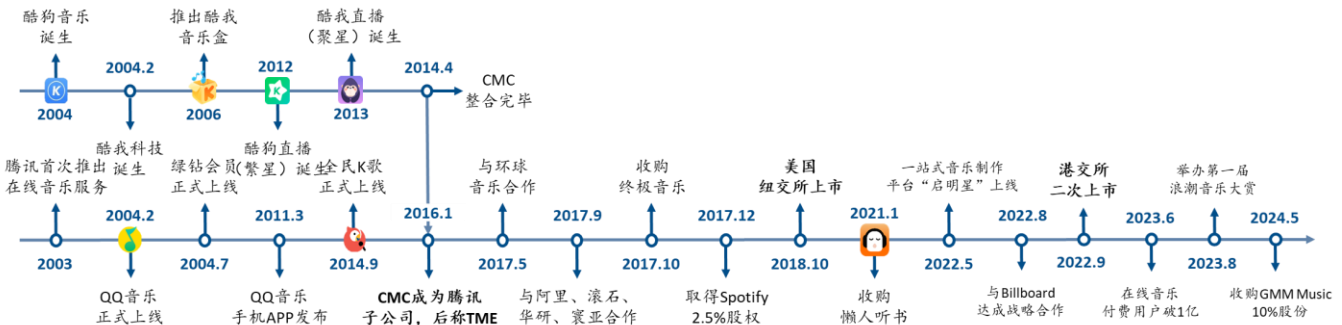 酷狗音乐
诞生
推出酷我
音乐盒
酷我直播
（聚星）诞生
2004.2
2012
2014.4
CMC
整合完毕
2004
2006
2013
酷我科技
诞生
酷狗直播
（繁星）诞生
腾讯首次推出
在线音乐服务
绿钻会员
正式上线
全民K歌
正式上线
与环球
音乐合作
收购
终极音乐
美国
纽交所上市
一站式音乐制作
平台“启明星”上线
港交所
二次上市
举办第一届
浪潮音乐大赏
2004.2
2011.3
2016.1
2017.9
2017.12
2021.1
2022.8
2023.6
2024.5
2003
2004.7
2014.9
2017.5
2017.10
2018.10
2022.5
2022.9
2023.8
QQ音乐
正式上线
QQ音乐
手机APP发布
CMC成为腾讯
子公司，后称TME
与阿里、滚石、
华研、寰亚合作
取得Spotify
2.5%股权
收购
懒人听书
与Billboard
达成战略合作
在线音乐
付费用户破1亿
收购GMM Music
10%股份